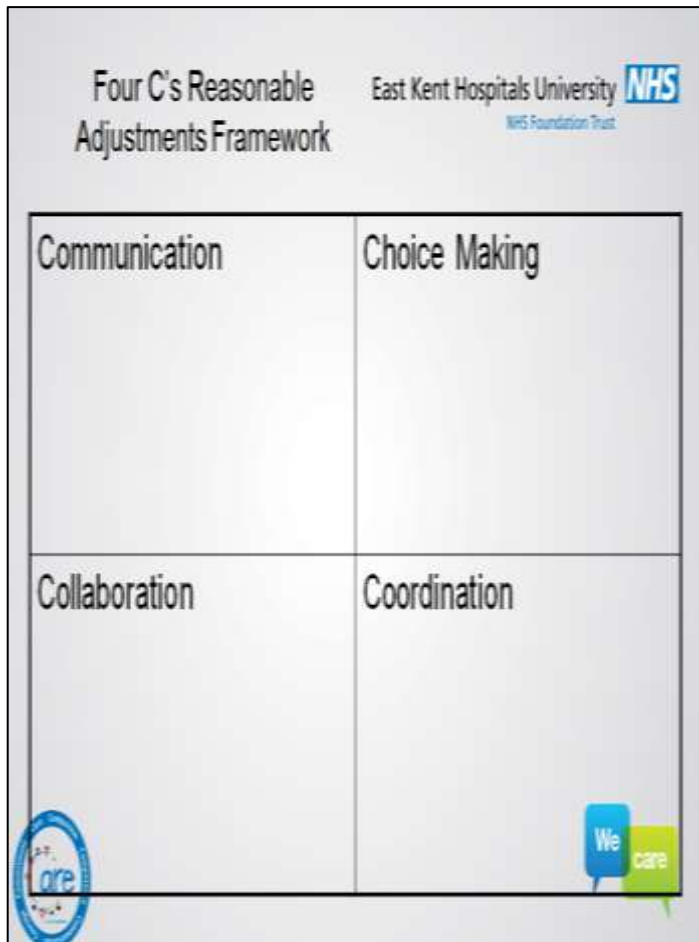 Four C's Reasonable
Adjustments Framework
East Kent Hospitals University NHS
NHS Foundation Trust
Communication
Choice Making
Collaboration
Coordination
We
care